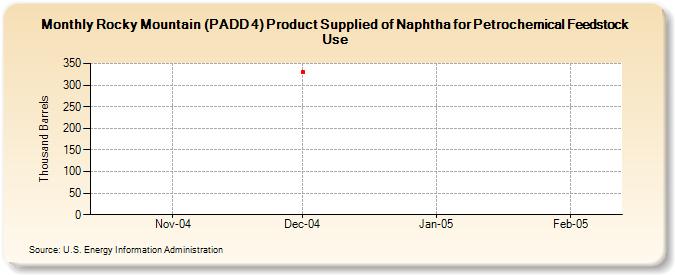 Monthly Rocky Mountain (PADD 4) Product Supplied of Naphtha for Petrochemical Feedstock
Use
Thousand Barrels
350
300
250
200
150
100
50
0
Nov-04 Dec-04 Jan-05 Feb-05
Source: U.S. Energy Information Administration